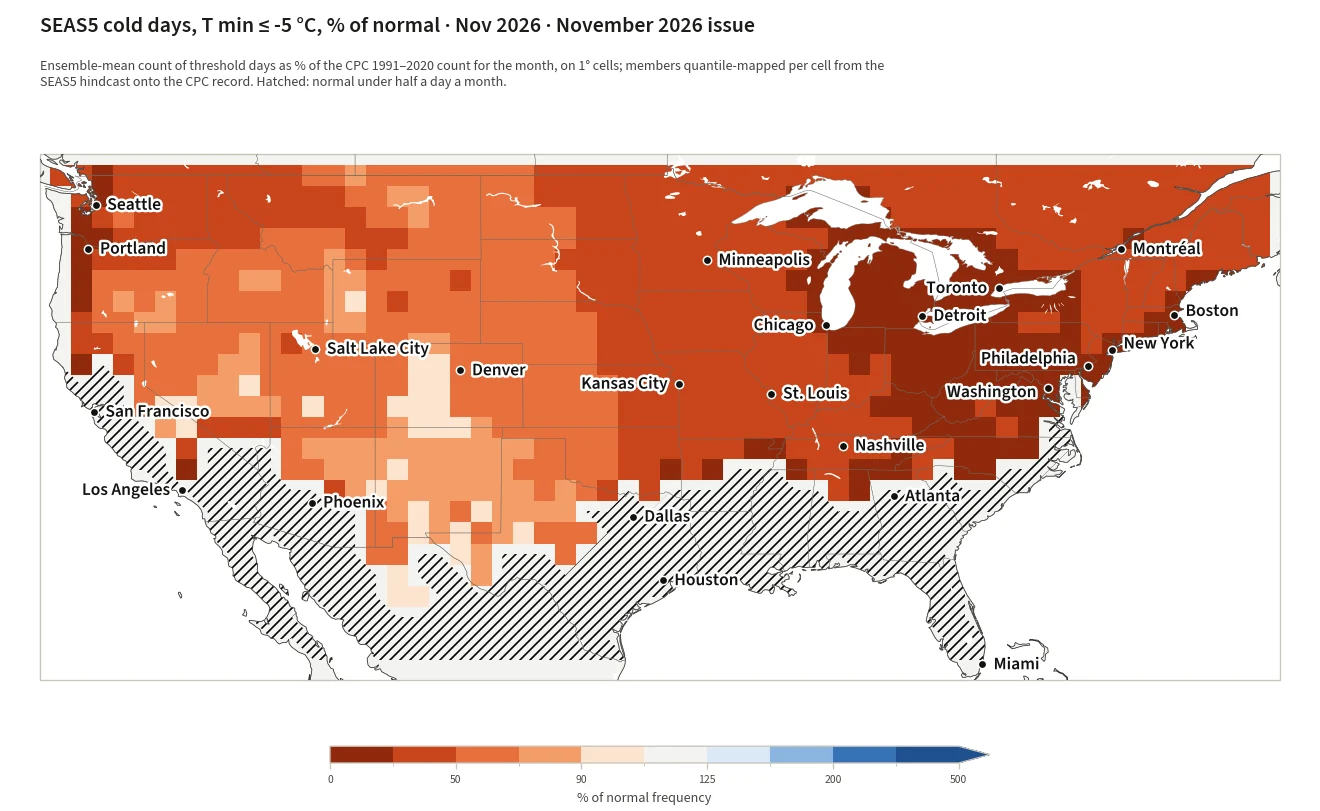 SEAS5 cold days, T min ≤ -5 °C, % of normal · Nov 2026 · November 2026 issue
Ensemble-mean count of threshold days as % of the CPC 1991–2020 count for the month, on 1° cells; members quantile-mapped per cell from the
SEAS5 hindcast onto the CPC record. Hatched: normal under half a day a month.
Seattle
Portland
Minneapolis
Montréal
Toronto
Boston
Chicago
Detroit
New York
Salt Lake City
Philadelphia
Denver
Kansas City
St. Louis
Washington
San Francisco
Nashville
Los Angeles
Phoenix
Atlanta
Dallas
Houston
Miami
0 50 90 125 200 500
% of normal frequency